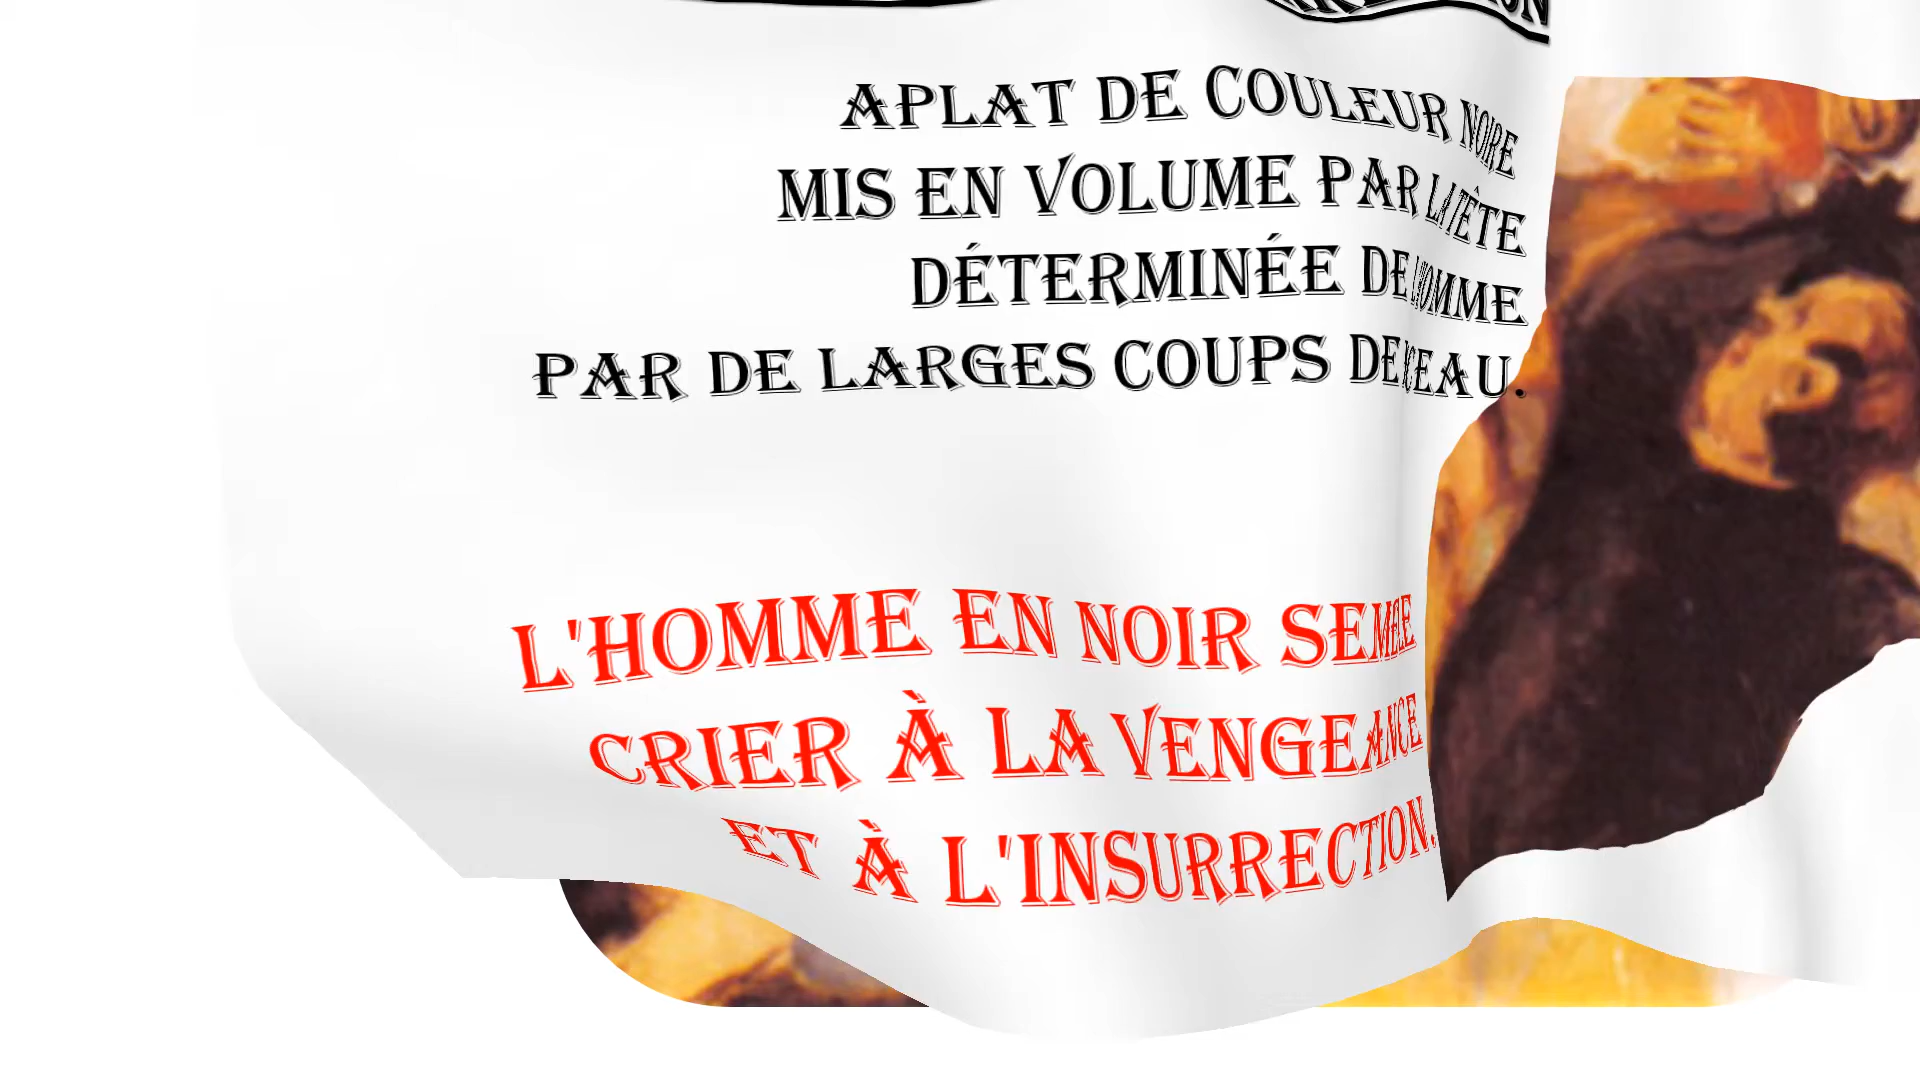 APLAT DE COULEUR NOIRE
MIS EN VOLUME PAR LA TÊTE
DÉTERMINÉE DE L'HOMME
PAR DE LARGES COUPS DE
L'HOMME EN NOIR SEMBLE
CRIER À LA VENGEANCE
ET À L'INSURRECTION.